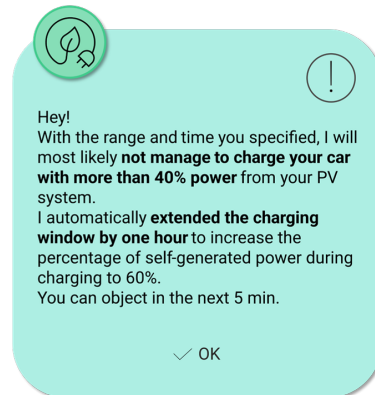 Hey!
With the range and time you specified, I will
most likely not manage to charge your car
with more than 40% power from your PV
system.
I automatically extended the charging
window by one hour to increase the
percentage of self-generated power during
charging to 60%.
You can object in the next 5 min.
OK